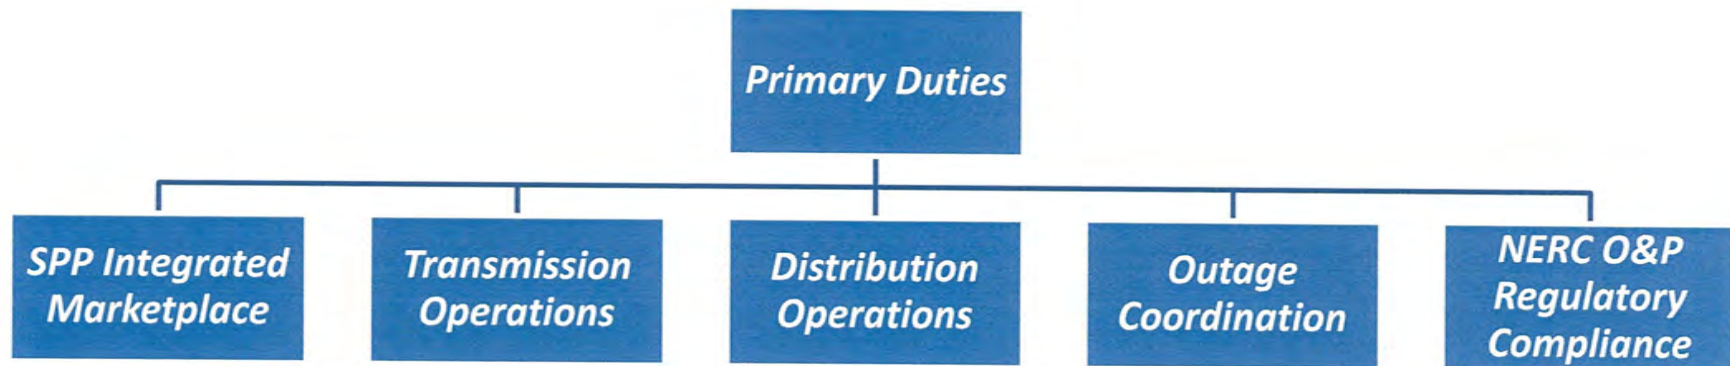 Primary Duties
SPP Integrated
Marketplace
Transmission
Operations
Distribution
Operations
Outage
Coordination
NERC O&P
Regulatory
Compliance